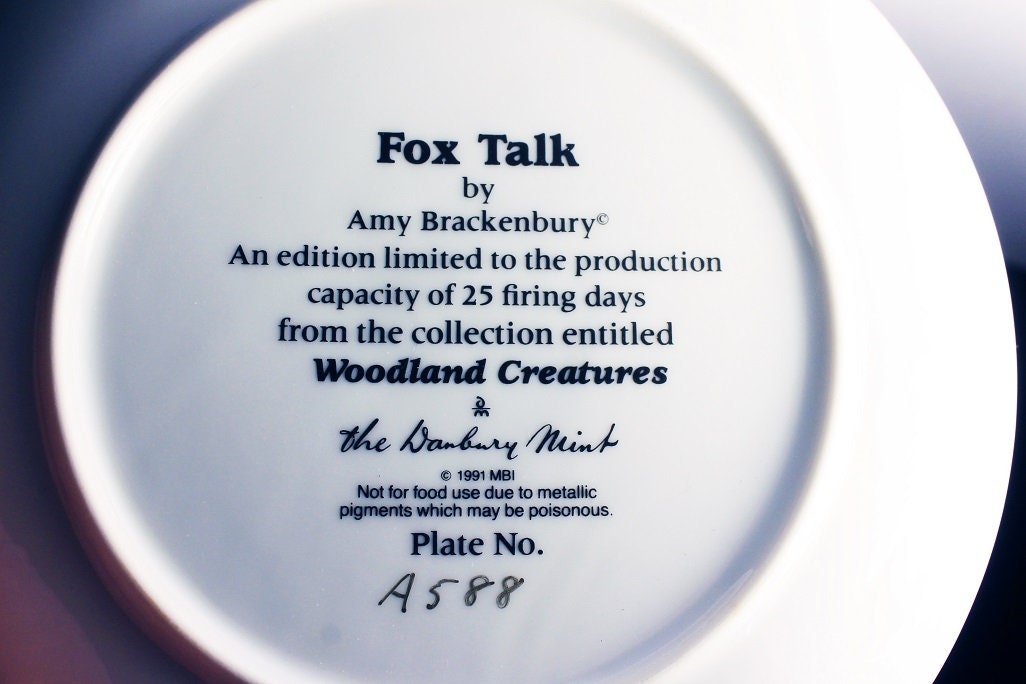 Fox Talk
by
Amy Brackenbury©
An edition limited to the production
capacity of 25 firing days
from the collection entitled
Woodland Creatures
the Danbury Mint
© 1991 MBI
Not for food use due to metallic
pigments which may be poisonous.
Plate No.
A588